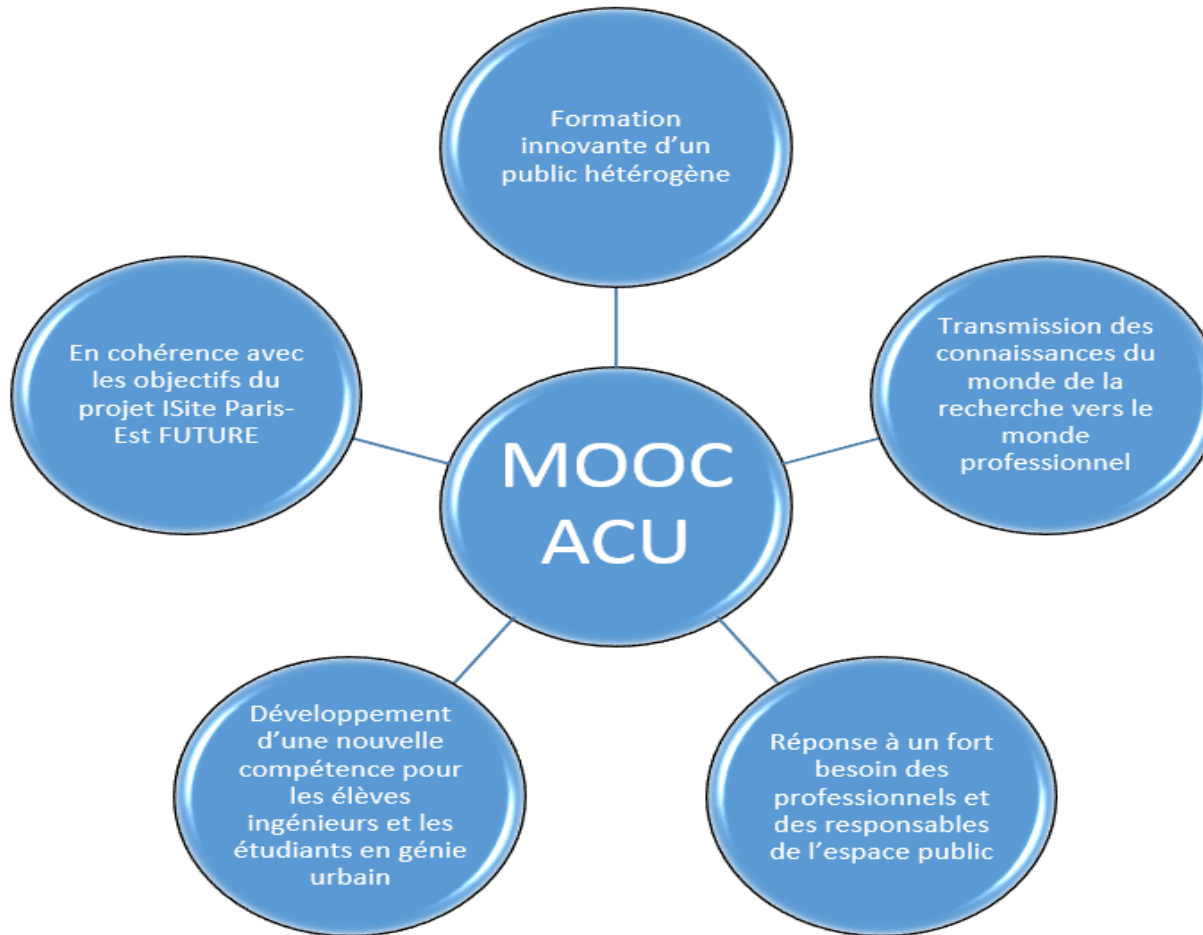 Formation
innovante d’un
public hétérogène
En cohérence avec
les objectifs du
projet ISite Paris-
Est FUTURE
Transmission des
connaissances du
monde de la
recherche vers le
monde
professionnel
MOOC
ACU
Développement
d’une nouvelle
compétence pour
les élèves
ingénieurs et les
étudiants en génie
urbain
Réponse à un fort
besoin des
professionnels et
des responsables
de l’espace public